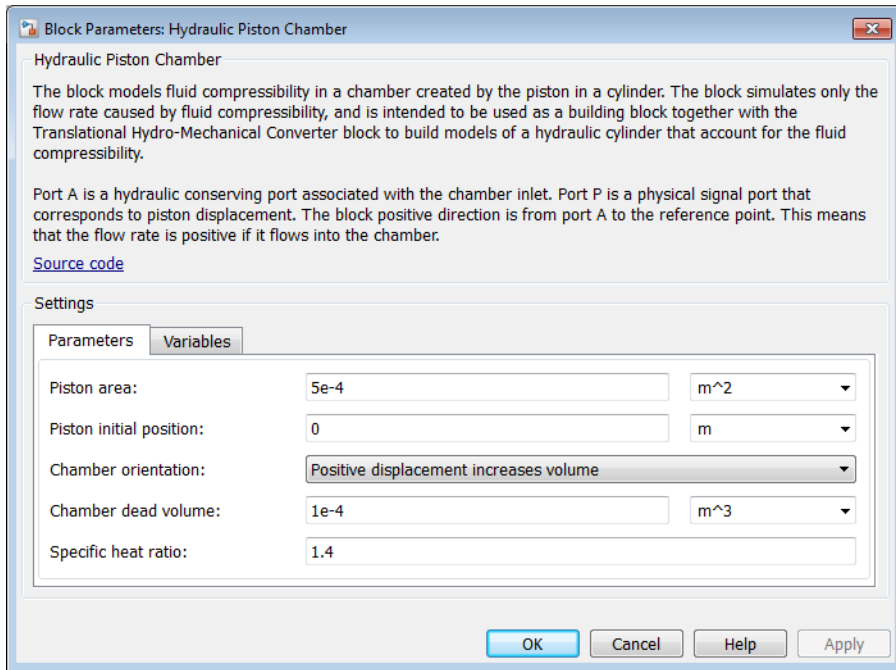 Block Parameters: Hydraulic Piston Chamber
Hydraulic Piston Chamber
The block models fluid compressibility in a chamber created by the piston in a cylinder. The block simulates only the
flow rate caused by fluid compressibility, and is intended to be used as a building block together with the
Translational Hydro-Mechanical Converter block to build models of a hydraulic cylinder that account for the fluid
compressibility.
Port A is a hydraulic conserving port associated with the chamber inlet. Port P is a physical signal port that
corresponds to piston displacement. The block positive direction is from port A to the reference point. This means
that the flow rate is positive if it flows into the chamber.
Source code
Settings
Parameters Variables
Piston area: 5e-4 m^2
Piston initial position: 0 m
Chamber orientation: Positive displacement increases volume
Chamber dead volume: 1e-4 m^3
Specific heat ratio: 1.4
OK Cancel Help Apply